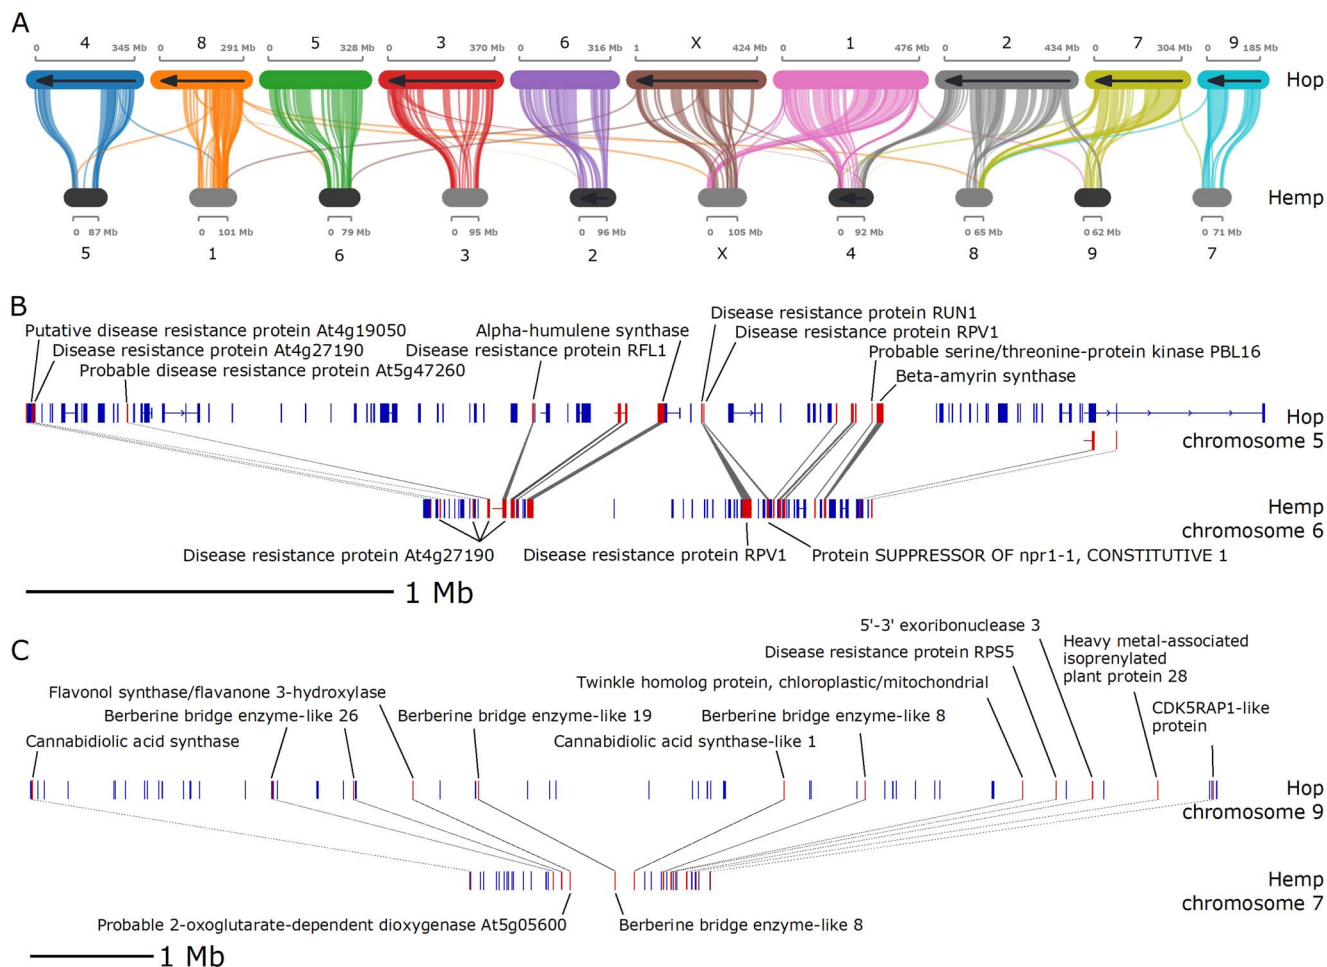 A
4 8 5 3 6 X 1 2 7 9
0 345 Mb 0 291 Mb 0 328 Mb 0 370 Mb 0 316 Mb 1 424 Mb 0 476 Mb 0 434 Mb 0 304 Mb 0 185 Mb
Hop
Hemp
0 87 Mb 0 101 Mb 0 79 Mb 0 95 Mb 0 96 Mb 0 105 Mb 0 92 Mb 0 65 Mb 0 62 Mb 0 71 Mb
5 1 6 3 2 X 4 8 9 7
B
Disease resistance protein RUN1
Putative disease resistance protein At4g19050
Alpha-humulene synthase
Disease resistance protein RPV1
Disease resistance protein At4g27190
Disease resistance protein RFL1
Probable serine/threonine-protein kinase PBL16
Probable disease resistance protein At5g47260
Beta-amyrin synthase
Hop
chromosome 5
Hemp
chromosome 6
Disease resistance protein At4g27190
Disease resistance protein RPV1
Protein SUPPRESSOR OF npr1-1, CONSTITUTIVE 1
1 Mb
C
5'-3' exoribonuclease 3
Disease resistance protein RPS5
Heavy metal-associated
isoprenylated
plant protein 28
Twinkle homolog protein, chloroplastic/mitochondrial
Flavonol synthase/flavanone 3-hydroxylase
CDK5RAP1-like
protein
Berberine bridge enzyme-like 26
Berberine bridge enzyme-like 19
Berberine bridge enzyme-like 8
Cannabidiolic acid synthase
Cannabidiolic acid synthase-like 1
Hop
chromosome 9
Hemp
chromosome 7
Probable 2-oxoglutarate-dependent dioxygenase At5g05600
Berberine bridge enzyme-like 8
1 Mb